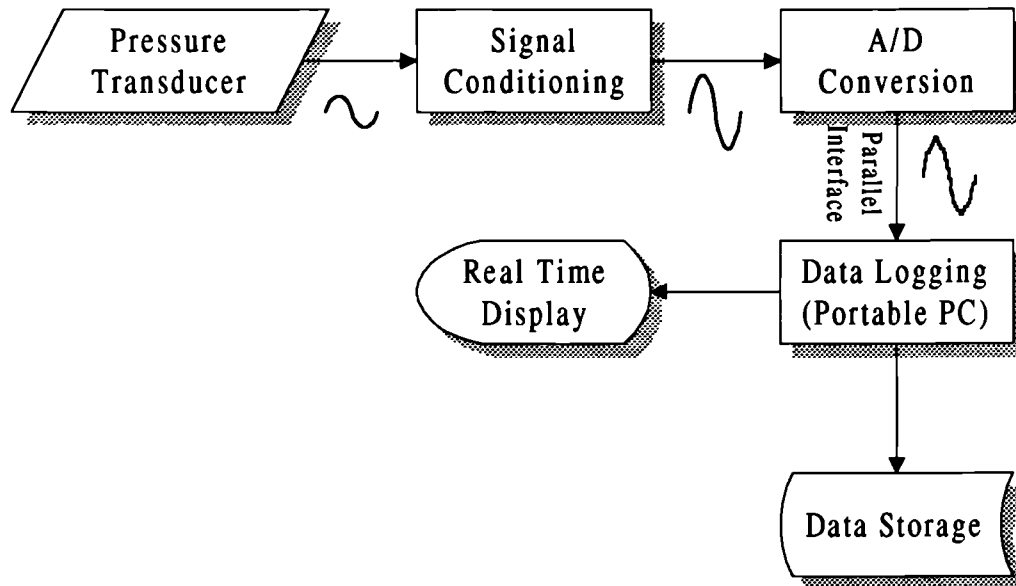 Pressure
Transducer
Signal
Conditioning
A/D
Conversion
Parallel
Interface
Real Time
Display
Data Logging
(Portable PC)
Data Storage